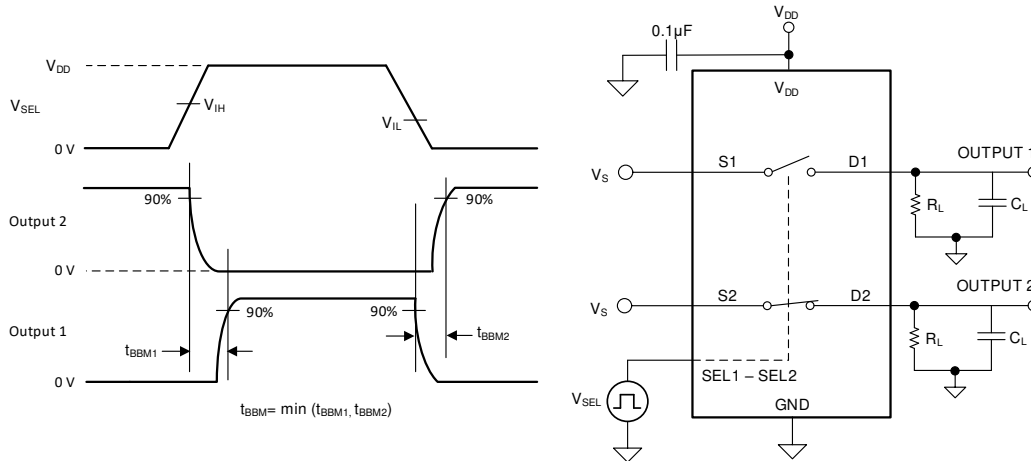 V_DD
V_SEL
V_IH
V_IL
0 V
90%
90%
Output 2
0 V
90%
90%
Output 1
t_BBM1
t_BBM2
0 V
t_BBM= min (t_BBM1, t_BBM2)
V_DD
0.1µF
V_DD
V_S
S1
D1
OUTPUT 1
R_L
C_L
V_S
S2
D2
OUTPUT 2
R_L
C_L
SEL1 – SEL2
V_SEL
GND